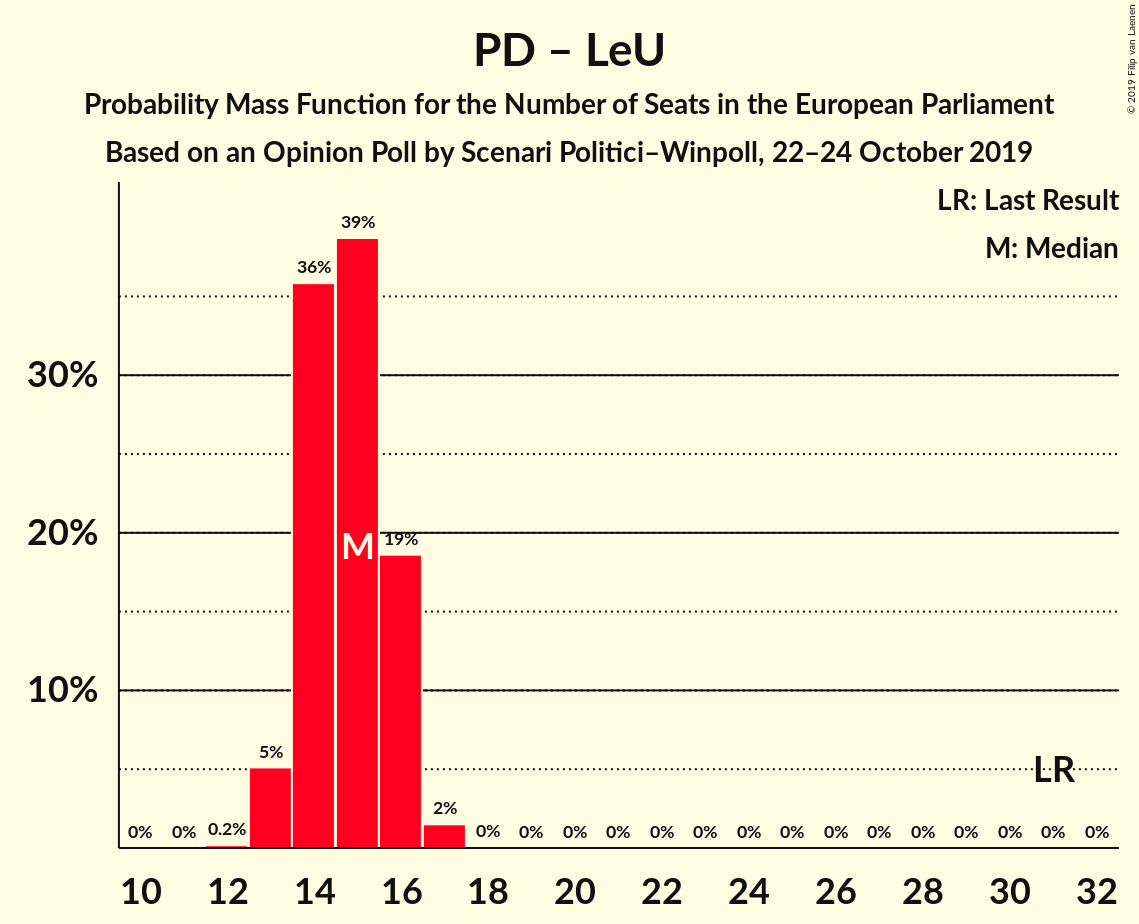 PD – LeU
Probability Mass Function for the Number of Seats in the European Parliament
Based on an Opinion Poll by Scenari Politici–Winpoll, 22–24 October 2019
© 2019 Filip van Laenen
LR: Last Result
M: Median
39%
36%
30%
20%
M
19%
10%
5%
LR
2%
0% 0% 0.2% 0% 0% 0% 0% 0% 0% 0% 0% 0% 0% 0% 0% 0% 0% 0%
10 12 14 16 18 20 22 24 26 28 30 32